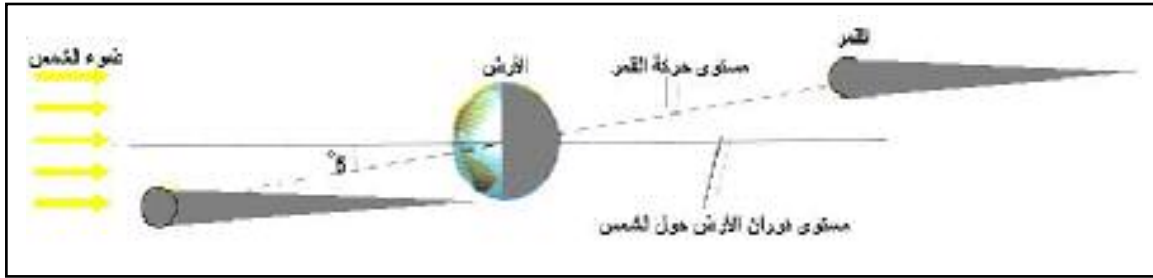 ضوء الشمس
الأرض
مستوى حركة القمر
القمر
5°
مستوى دوران الأرض حول الشمس